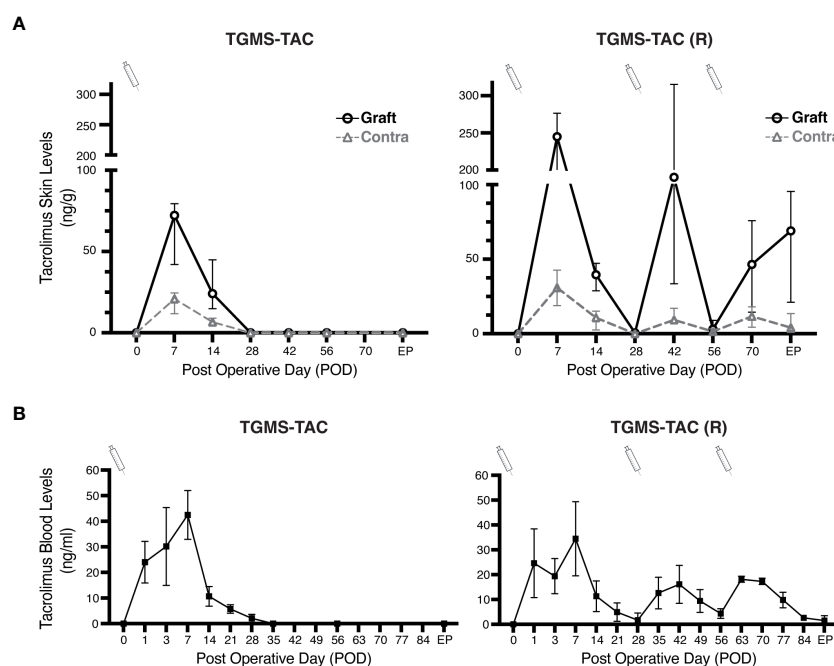 A
TGMS-TAC
TGMS-TAC (R)
Tacrolimus Skin Levels
(ng/g)
300
250
200
100
50
0
Graft
Contra
0 7 14 28 42 56 70 EP
Post Operative Day (POD)
300
250
200
100
50
0
Graft
Contra
0 7 14 28 42 56 70 EP
Post Operative Day (POD)
B
TGMS-TAC
TGMS-TAC (R)
Tacrolimus Blood Levels
(ng/ml)
60
50
40
30
20
10
0
0 1 3 7 14 21 28 35 42 49 56 63 70 77 84 EP
Post Operative Day (POD)
60
50
40
30
20
10
0
0 1 3 7 14 21 28 35 42 49 56 63 70 77 84 EP
Post Operative Day (POD)